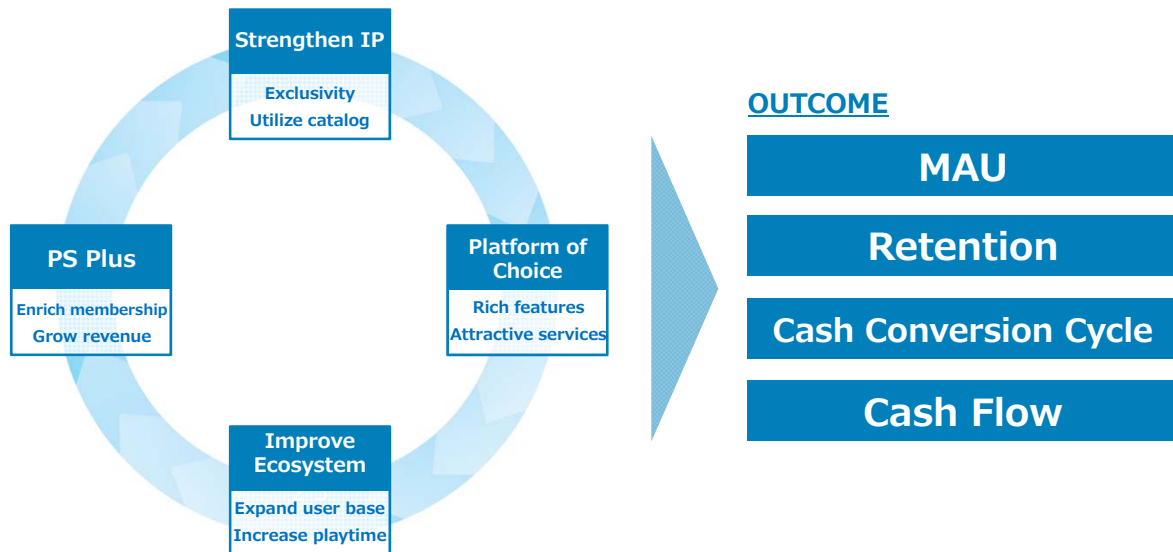 Strengthen IP
Exclusivity
Utilize catalog
PS Plus
Enrich membership
Grow revenue
Platform of
Choice
Rich features
Attractive services
Improve
Ecosystem
Expand user base
Increase playtime
OUTCOME
MAU
Retention
Cash Conversion Cycle
Cash Flow